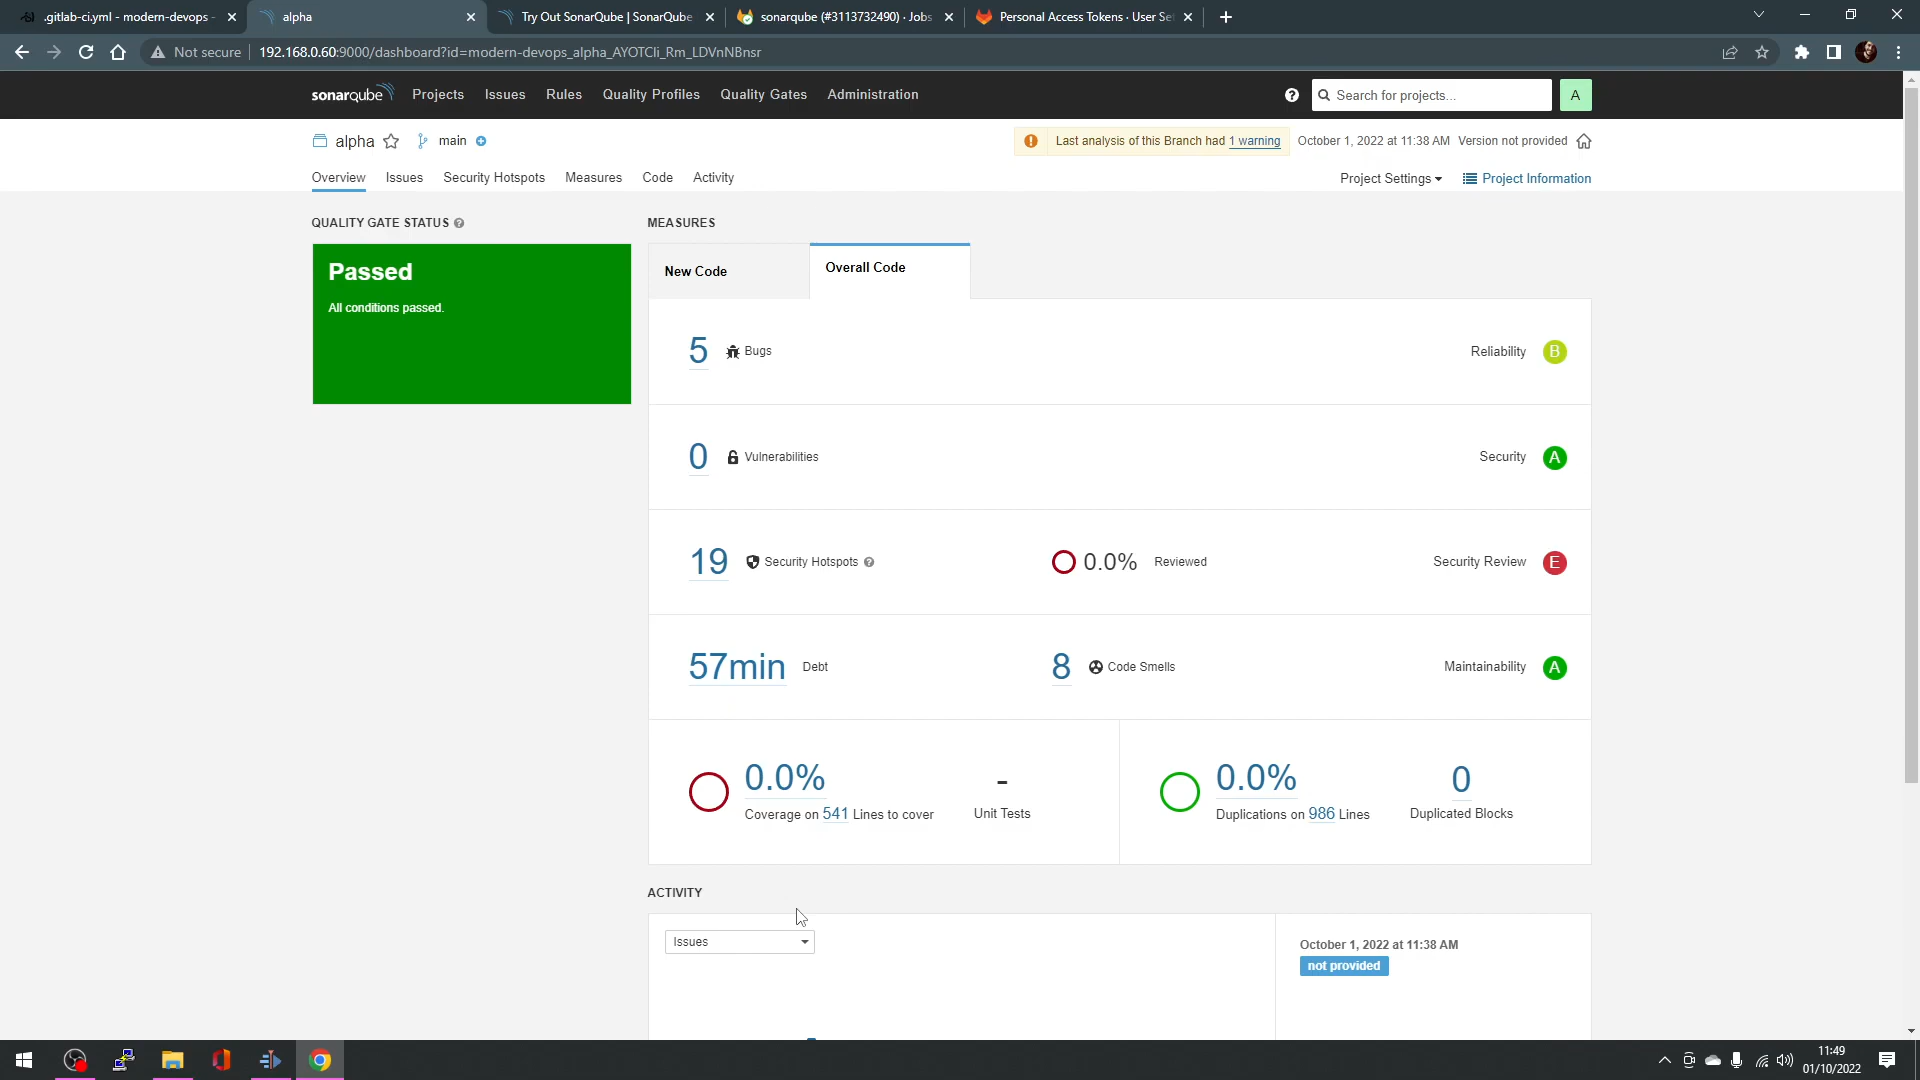 .gitlab-ci.yml - modern-devops -
alpha
Try Out SonarQube | SonarQube
sonarqube (#3113732490) · Jobs
Personal Access Tokens · User Set
Not secure
192.168.0.60:9000/dashboard?id=modern-devops_alpha_AYOTCIi_Rm_LDVnNBnsr
sonarqube
Projects
Issues
Rules
Quality Profiles
Quality Gates
Administration
Search for projects...
A
alpha
main
Last analysis of this Branch had 1 warning
October 1, 2022 at 11:38 AM
Version not provided
Overview
Issues
Security Hotspots
Measures
Code
Activity
Project Settings
Project Information
QUALITY GATE STATUS
MEASURES
Passed
All conditions passed.
New Code
Overall Code
5
Bugs
Reliability
B
0
Vulnerabilities
Security
A
19
Security Hotspots
0.0%
Reviewed
Security Review
E
57min
Debt
8
Code Smells
Maintainability
A
0.0%
Coverage on 541 Lines to cover
-
Unit Tests
0.0%
Duplications on 986 Lines
0
Duplicated Blocks
ACTIVITY
Issues
October 1, 2022 at 11:38 AM
not provided
11:49
01/10/2022